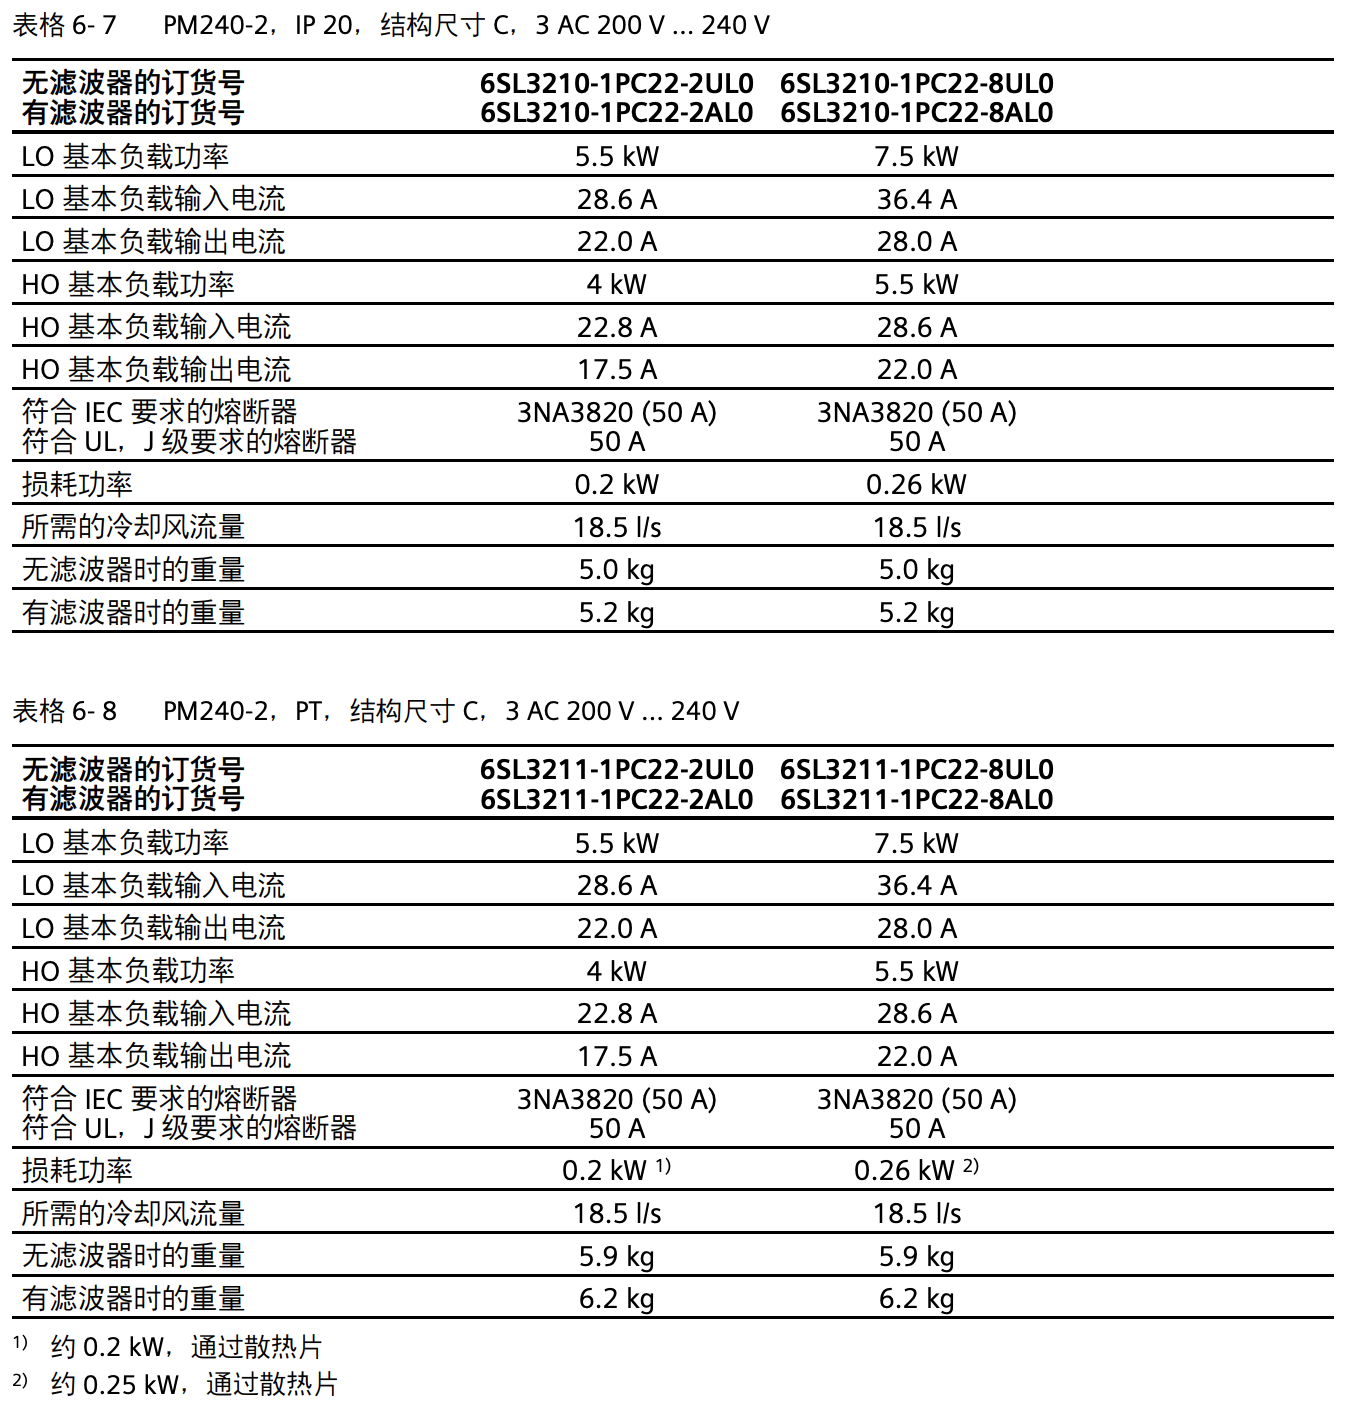 表格 6- 7 PM240-2，IP 20，结构尺寸 C，3 AC 200 V ... 240 V
无滤波器的订货号 6SL3210-1PC22-2UL0 6SL3210-1PC22-8UL0
有滤波器的订货号 6SL3210-1PC22-2AL0 6SL3210-1PC22-8AL0
LO 基本负载功率 5.5 kW 7.5 kW
LO 基本负载输入电流 28.6 A 36.4 A
LO 基本负载输出电流 22.0 A 28.0 A
HO 基本负载功率 4 kW 5.5 kW
HO 基本负载输入电流 22.8 A 28.6 A
HO 基本负载输出电流 17.5 A 22.0 A
符合 IEC 要求的熔断器 3NA3820 (50 A) 3NA3820 (50 A)
符合 UL，J 级要求的熔断器 50 A 50 A
损耗功率 0.2 kW 0.26 kW
所需的冷却风流量 18.5 l/s 18.5 l/s
无滤波器时的重量 5.0 kg 5.0 kg
有滤波器时的重量 5.2 kg 5.2 kg
表格 6- 8 PM240-2，PT，结构尺寸 C，3 AC 200 V ... 240 V
无滤波器的订货号 6SL3211-1PC22-2UL0 6SL3211-1PC22-8UL0
有滤波器的订货号 6SL3211-1PC22-2AL0 6SL3211-1PC22-8AL0
LO 基本负载功率 5.5 kW 7.5 kW
LO 基本负载输入电流 28.6 A 36.4 A
LO 基本负载输出电流 22.0 A 28.0 A
HO 基本负载功率 4 kW 5.5 kW
HO 基本负载输入电流 22.8 A 28.6 A
HO 基本负载输出电流 17.5 A 22.0 A
符合 IEC 要求的熔断器 3NA3820 (50 A) 3NA3820 (50 A)
符合 UL，J 级要求的熔断器 50 A 50 A
损耗功率 0.2 kW 1) 0.26 kW 2)
所需的冷却风流量 18.5 l/s 18.5 l/s
无滤波器时的重量 5.9 kg 5.9 kg
有滤波器时的重量 6.2 kg 6.2 kg
1) 约 0.2 kW，通过散热片
2) 约 0.25 kW，通过散热片